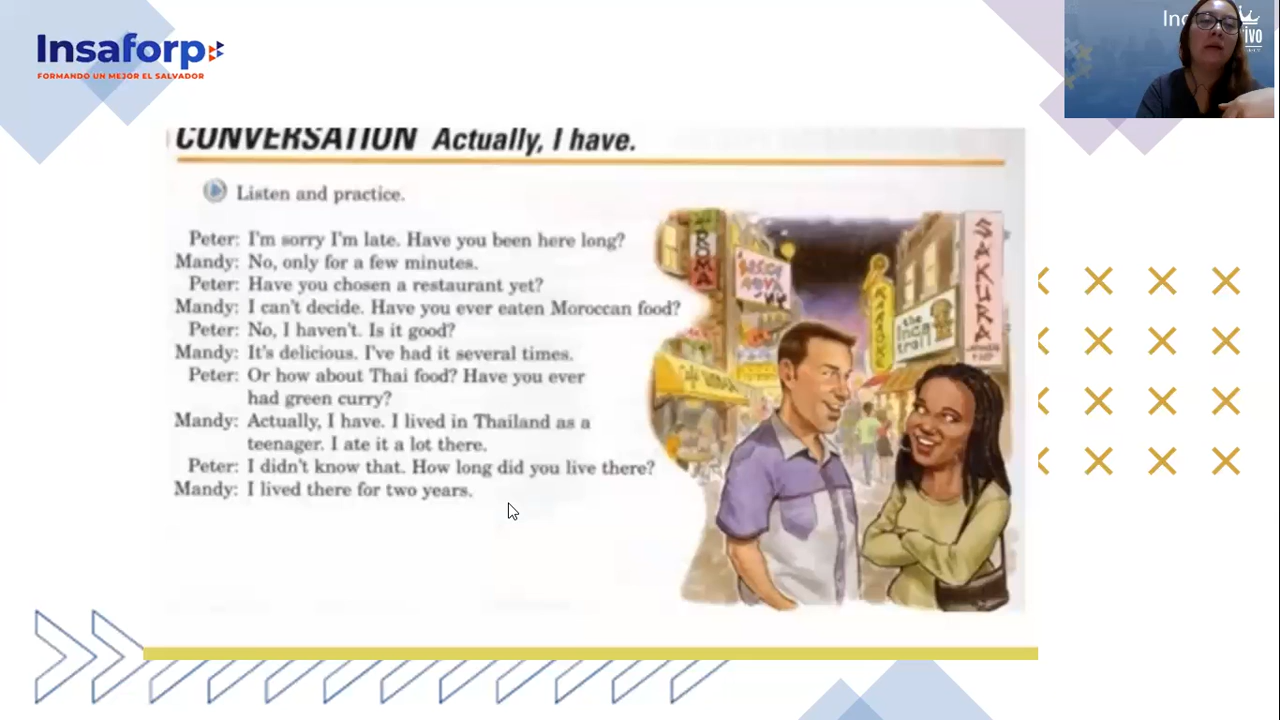 Insaforp
FORMANDO UN MEJOR EL SALVADOR
CONVERSATION Actually, I have.
Listen and practice.
Peter: I'm sorry I'm late. Have you been here long?
Mandy: No, only for a few minutes.
Peter: Have you chosen a restaurant yet?
Mandy: I can't decide. Have you ever eaten Moroccan food?
Peter: No, I haven't. Is it good?
Mandy: It's delicious. I've had it several times.
Peter: Or how about Thai food? Have you ever
had green curry?
Mandy: Actually, I have. I lived in Thailand as a
teenager. I ate it a lot there.
Peter: I didn't know that. How long did you live there?
Mandy: I lived there for two years.
ROMA
SAKURA
the
Inca
trail